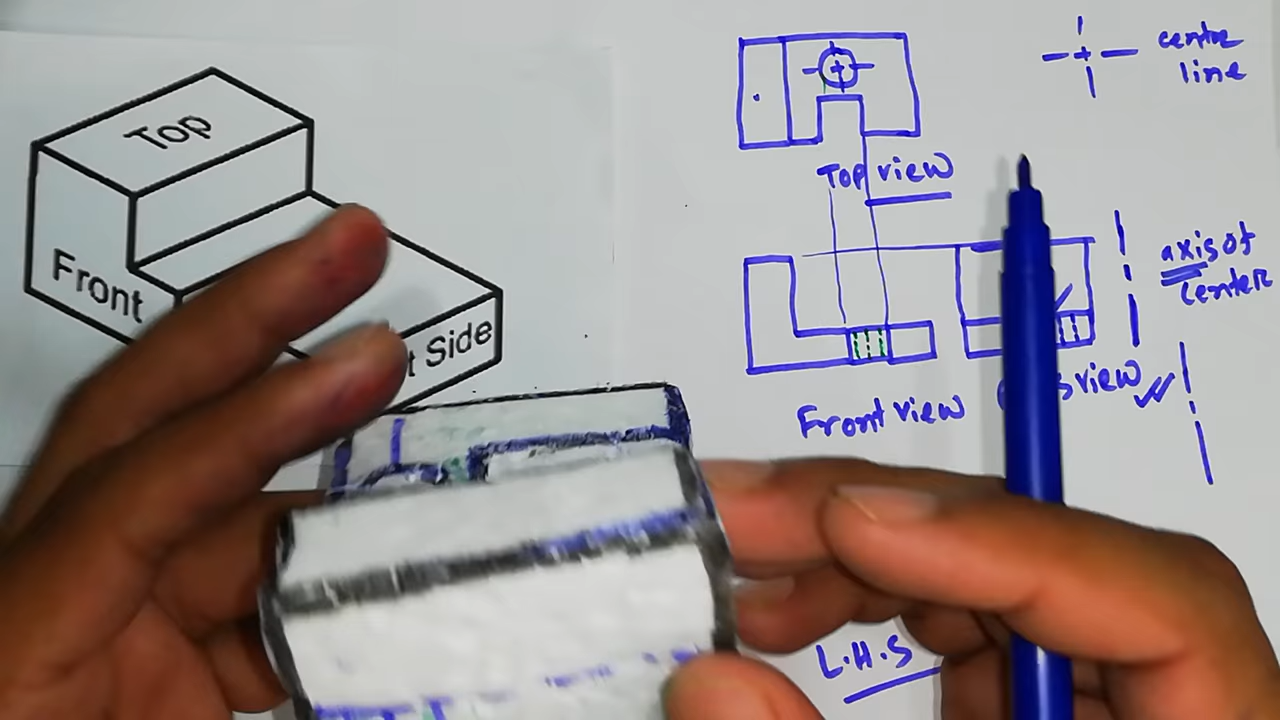 Top
Front
Side
centre
line
Top view
axis of
center
Front view
view
L.H.S